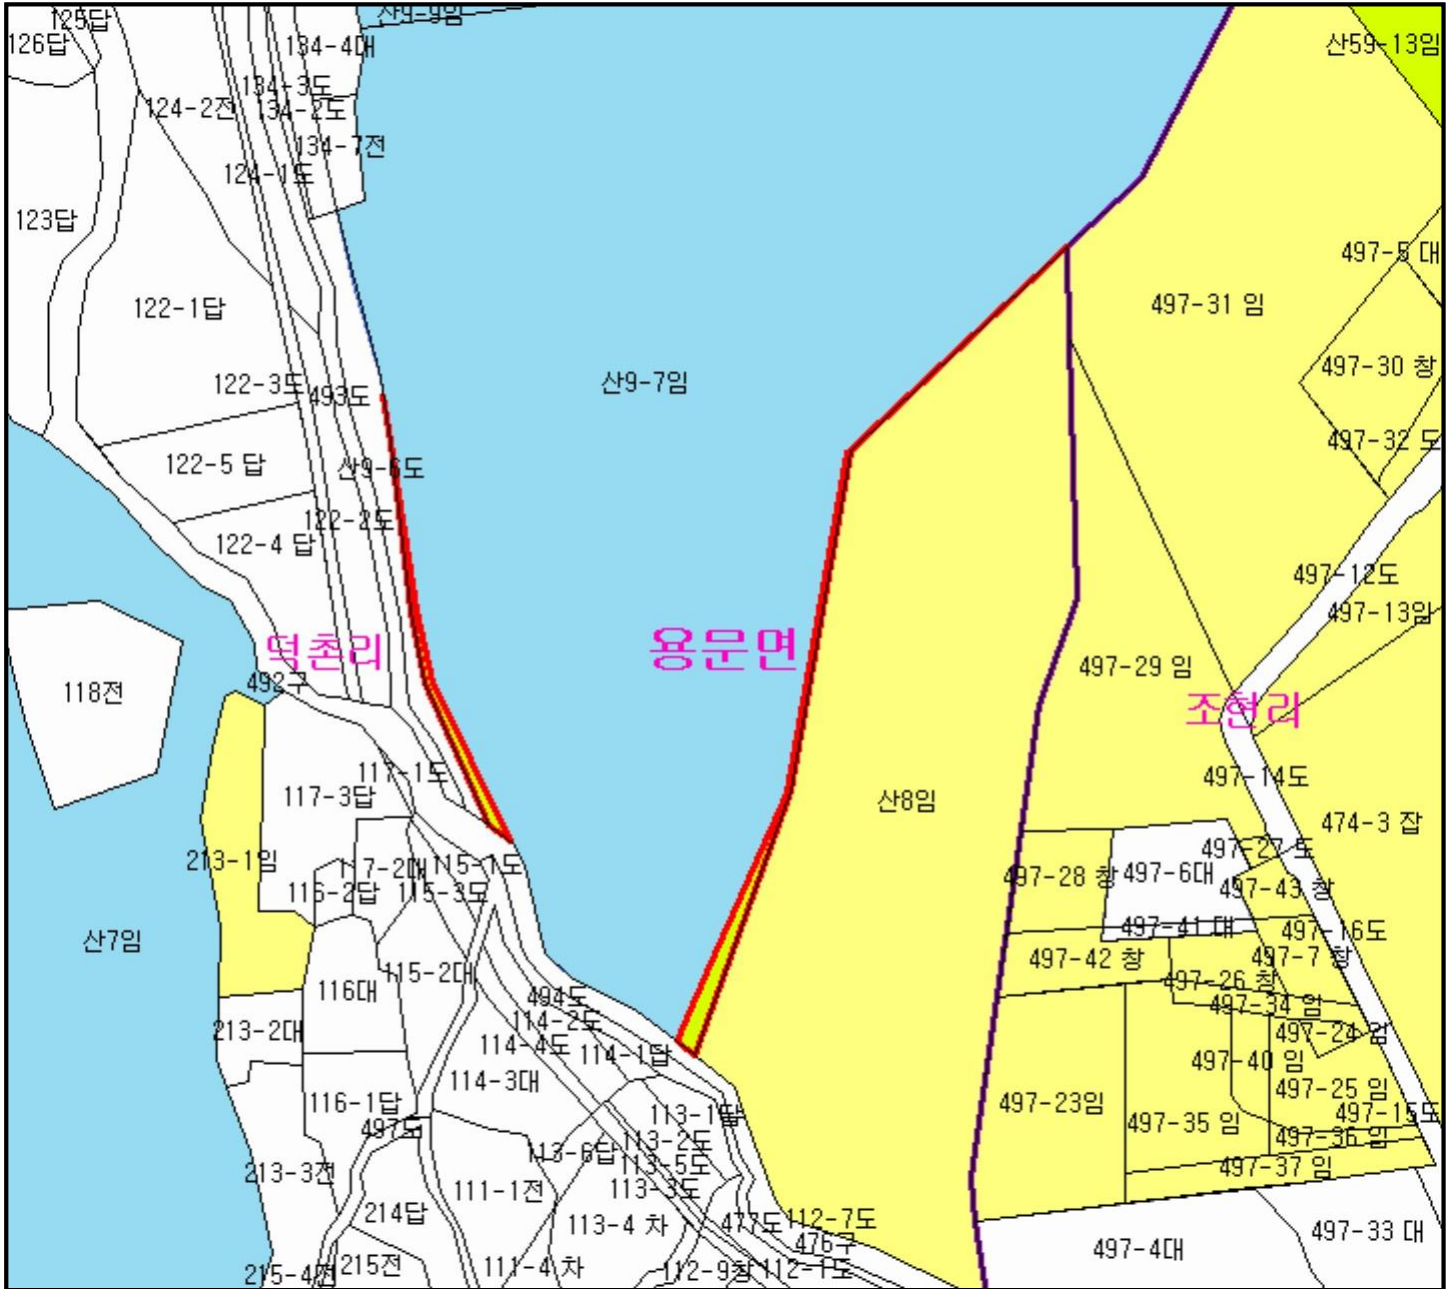 125답
산9-9임
126답
134-4대
산59-13임
134-3도
124-2전
134-2도
134-7전
124-1도
123답
497-5 대
122-1답
497-31 임
497-30 창
122-3도
493도
산9-7임
497-32 도
122-5 답
산9-6도
122-2도
122-4 답
497-12도
497-13임
덕촌리
용문면
497-29 임
492구
118전
조현리
117-1도
497-14도
117-3답
산8임
474-3 잡
213-1임
117-2대
115-1도
497-27 도
497-28 창
497-6대
497-43 창
116-2답
115-3도
497-41 대
497-16도
산7임
497-42 창
497-7 창
115-2대
497-26 창
116대
494도
497-34 임
213-2대
114-2도
497-24 임
114-4도
114-1답
497-40 임
114-3대
497-25 임
116-1답
497-23임
113-1답
497-15도
497도
497-35 임
497-36 임
113-6답
113-2도
113-5도
497-37 임
213-3전
111-1전
113-3도
214답
113-4 차
477도
112-7도
497-33 대
476구
497-4대
215-4전
215전
111-4 차
112-9창
112-1도